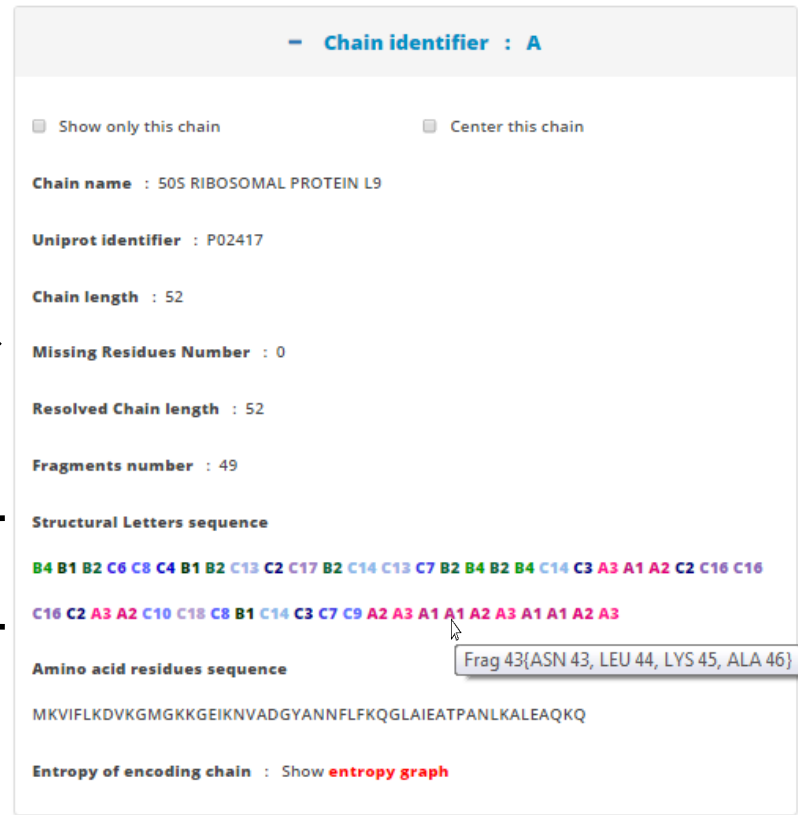 − Chain identifier : A
Show only this chain Center this chain
Chain name : 50S RIBOSOMAL PROTEIN L9
Uniprot identifier : P02417
Chain length : 52
Missing Residues Number : 0
Resolved Chain length : 52
Fragments number : 49
Structural Letters sequence
B4 B1 B2 C6 C8 C4 B1 B2 C13 C2 C17 B2 C14 C13 C7 B2 B4 B2 B4 C14 C3 A3 A1 A2 C2 C16 C16
C16 C2 A3 A2 C10 C18 C8 B1 C14 C3 C7 C9 A2 A3 A1 A1 A2 A3 A1 A1 A2 A3
Frag 43{ASN 43, LEU 44, LYS 45, ALA 46}
Amino acid residues sequence
MKVIFLKDVKGMGKKGEIKNVADGYANNFLFKQGLAIEATPANLKALEAQKQ
Entropy of encoding chain : Show entropy graph